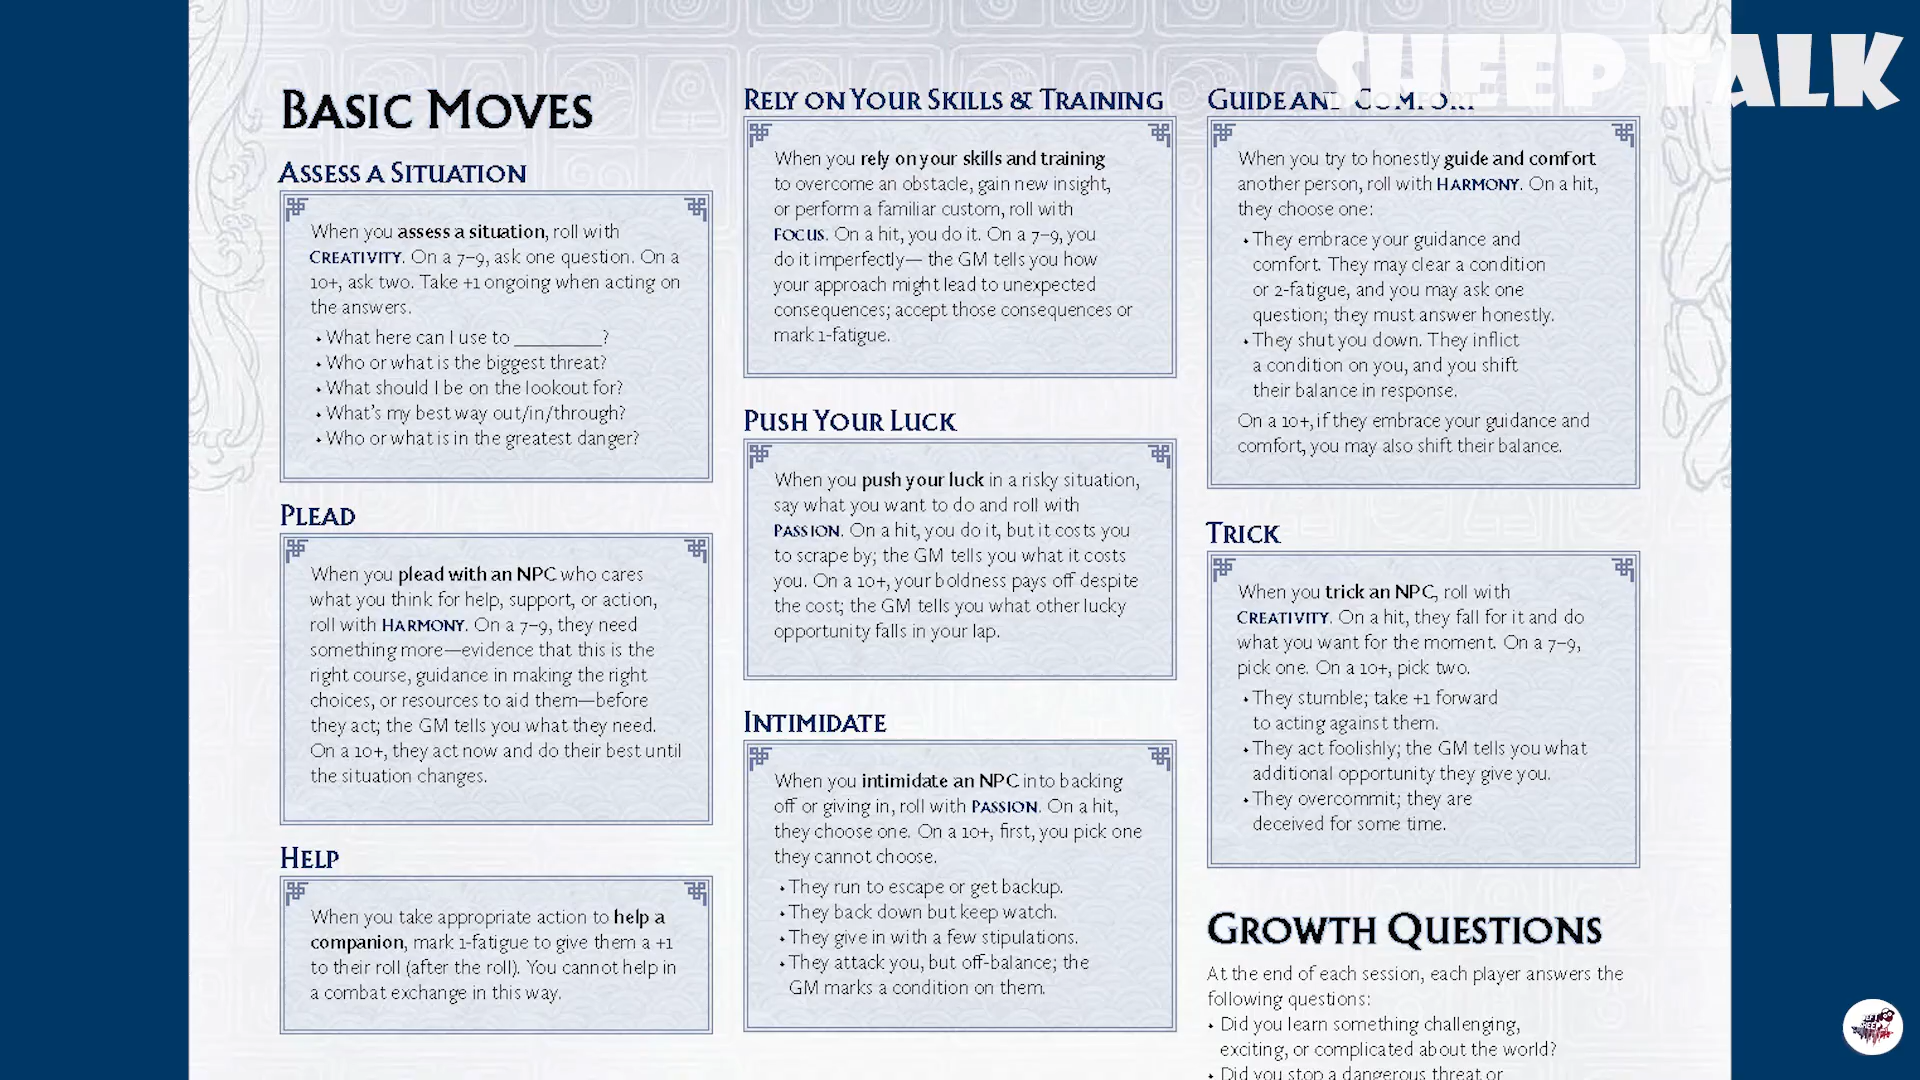 SHEEP TALK
BASIC MOVES
ASSESS A SITUATION
When you assess a situation, roll with
CREATIVITY. On a 7–9, ask one question. On a
10+, ask two. Take +1 ongoing when acting on
the answers.
• What here can I use to _________?
• Who or what is the biggest threat?
• What should I be on the lookout for?
• What's my best way out/in/through?
• Who or what is in the greatest danger?
PLEAD
When you plead with an NPC who cares
what you think for help, support, or action,
roll with HARMONY. On a 7–9, they need
something more—evidence that this is the
right course, guidance in making the right
choices, or resources to aid them—before
they act; the GM tells you what they need.
On a 10+, they act now and do their best until
the situation changes.
HELP
When you take appropriate action to help a
companion, mark 1-fatigue to give them a +1
to their roll (after the roll). You cannot help in
a combat exchange in this way.
RELY ON YOUR SKILLS & TRAINING
When you rely on your skills and training
to overcome an obstacle, gain new insight,
or perform a familiar custom, roll with
FOCUS. On a hit, you do it. On a 7–9, you
do it imperfectly— the GM tells you how
your approach might lead to unexpected
consequences; accept those consequences or
mark 1-fatigue.
PUSH YOUR LUCK
When you push your luck in a risky situation,
say what you want to do and roll with
PASSION. On a hit, you do it, but it costs you
to scrape by; the GM tells you what it costs
you. On a 10+, your boldness pays off despite
the cost; the GM tells you what other lucky
opportunity falls in your lap.
INTIMIDATE
When you intimidate an NPC into backing
off or giving in, roll with PASSION. On a hit,
they choose one. On a 10+, first, you pick one
they cannot choose.
• They run to escape or get backup.
• They back down but keep watch.
• They give in with a few stipulations.
• They attack you, but off-balance; the
GM marks a condition on them.
GUIDE AND COMFORT
When you try to honestly guide and comfort
another person, roll with HARMONY. On a hit,
they choose one:
• They embrace your guidance and
comfort. They may clear a condition
or 2-fatigue, and you may ask one
question; they must answer honestly.
• They shut you down. They inflict
a condition on you, and you shift
their balance in response.
On a 10+, if they embrace your guidance and
comfort, you may also shift their balance.
TRICK
When you trick an NPC, roll with
CREATIVITY. On a hit, they fall for it and do
what you want for the moment. On a 7–9,
pick one. On a 10+, pick two.
• They stumble; take +1 forward
to acting against them.
• They act foolishly; the GM tells you what
additional opportunity they give you.
• They overcommit; they are
deceived for some time.
GROWTH QUESTIONS
At the end of each session, each player answers the
following questions:
• Did you learn something challenging,
exciting, or complicated about the world?
• Did you stop a dangerous threat or